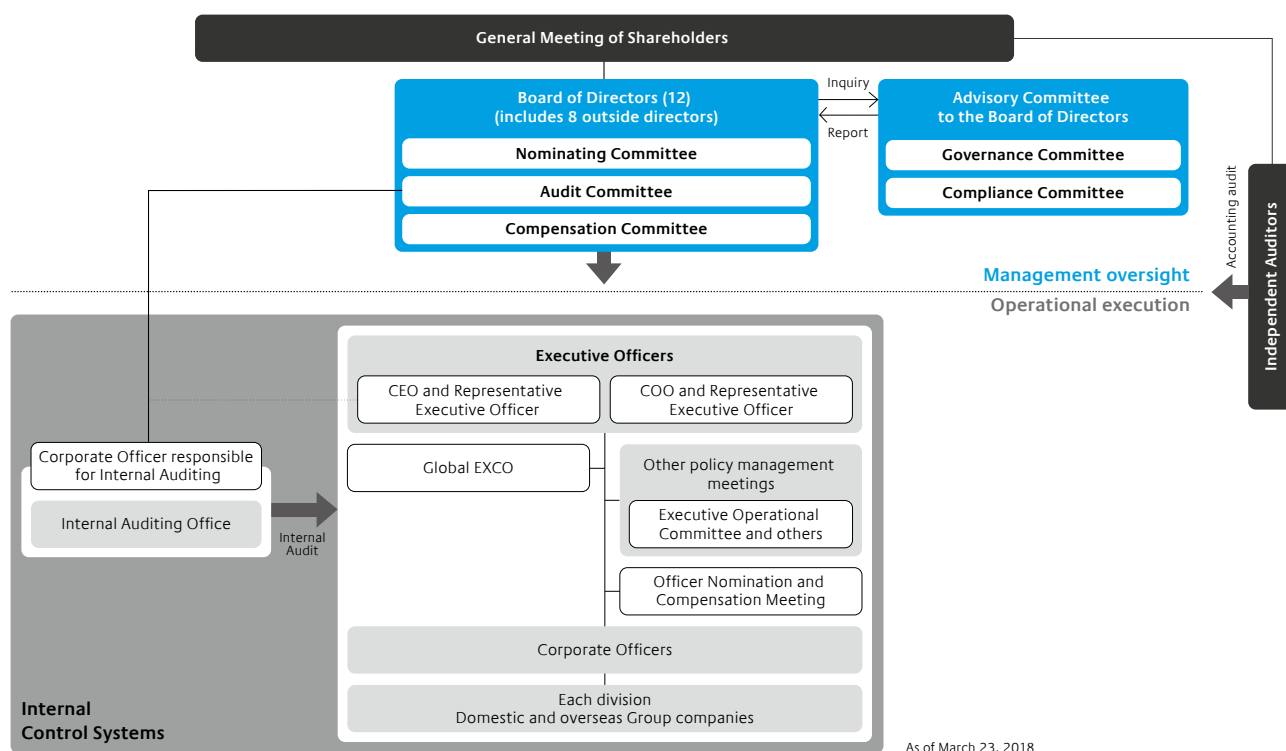 General Meeting of Shareholders
Board of Directors (12)
(includes 8 outside directors)
Nominating Committee
Audit Committee
Compensation Committee
Inquiry
Report
Advisory Committee
to the Board of Directors
Governance Committee
Compliance Committee
Accounting audit
Independent Auditors
Management oversight
Operational execution
Executive Officers
CEO and Representative
Executive Officer
COO and Representative
Executive Officer
Corporate Officer responsible
for Internal Auditing
Internal Auditing Office
Internal
Audit
Global EXCO
Other policy management
meetings
Executive Operational
Committee and others
Officer Nomination and
Compensation Meeting
Corporate Officers
Each division
Domestic and overseas Group companies
Internal
Control Systems
As of March 23, 2018